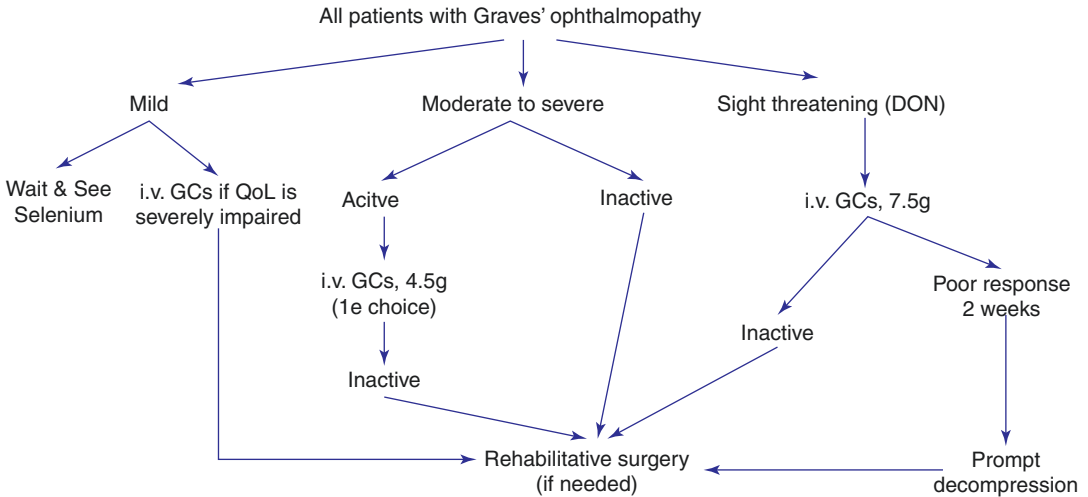 All patients with Graves' ophthalmopathy
Mild
Moderate to severe
Sight threatening (DON)
Wait & See
Selenium
i.v. GCs if QoL is
severely impaired
Acitve
Inactive
i.v. GCs, 7.5g
i.v. GCs, 4.5g
(1e choice)
Poor response
2 weeks
Inactive
Inactive
Rehabilitative surgery
(if needed)
Prompt
decompression